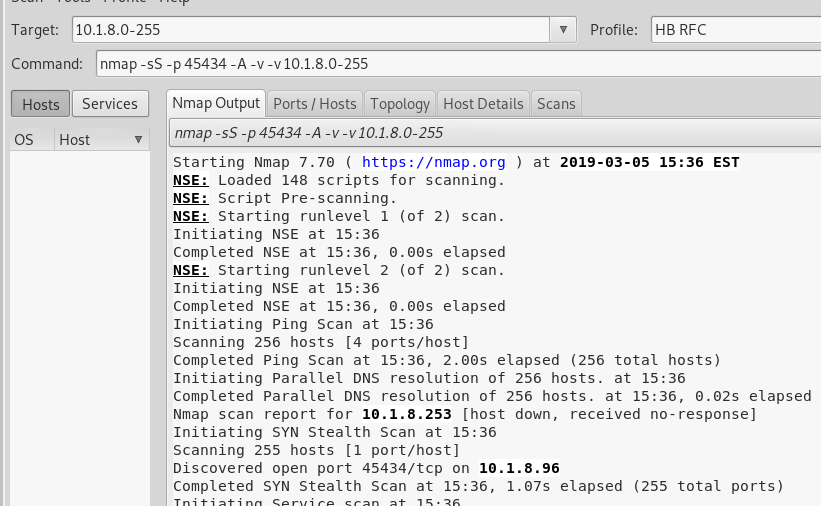 Scan Tools Profile Help
Target: 10.1.8.0-255 Profile: HB RFC
Command: nmap -sS -p 45434 -A -v -v 10.1.8.0-255
Hosts Services
Nmap Output Ports / Hosts Topology Host Details Scans
OS Host
nmap -sS -p 45434 -A -v -v 10.1.8.0-255
Starting Nmap 7.70 ( https://nmap.org ) at 2019-03-05 15:36 EST
NSE: Loaded 148 scripts for scanning.
NSE: Script Pre-scanning.
NSE: Starting runlevel 1 (of 2) scan.
Initiating NSE at 15:36
Completed NSE at 15:36, 0.00s elapsed
NSE: Starting runlevel 2 (of 2) scan.
Initiating NSE at 15:36
Completed NSE at 15:36, 0.00s elapsed
Initiating Ping Scan at 15:36
Scanning 256 hosts [4 ports/host]
Completed Ping Scan at 15:36, 2.00s elapsed (256 total hosts)
Initiating Parallel DNS resolution of 256 hosts. at 15:36
Completed Parallel DNS resolution of 256 hosts. at 15:36, 0.02s elapsed
Nmap scan report for 10.1.8.253 [host down, received no-response]
Initiating SYN Stealth Scan at 15:36
Scanning 255 hosts [1 port/host]
Discovered open port 45434/tcp on 10.1.8.96
Completed SYN Stealth Scan at 15:36, 1.07s elapsed (255 total ports)
Initiating Service scan at 15:36